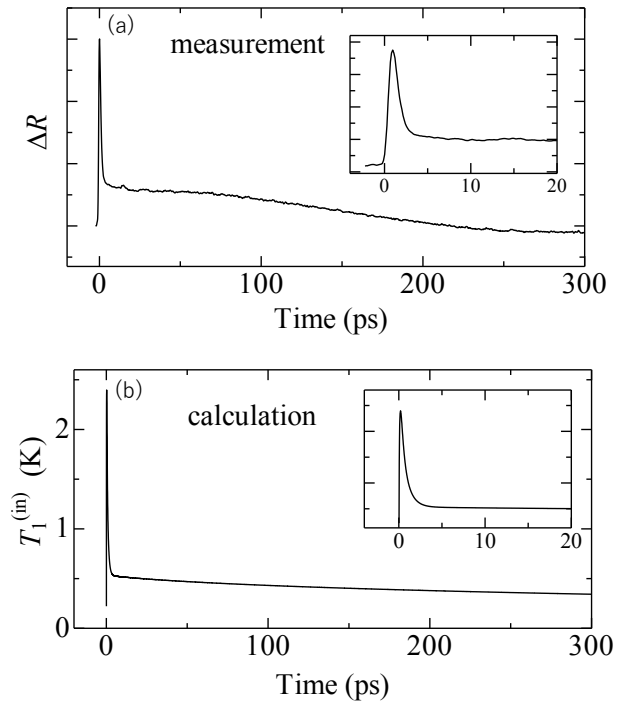 (a)
measurement
ΔR
0 10 20
0 100 200 300
Time (ps)
(b)
calculation
T₁⁽ⁱⁿ⁾ (K)
2
1
0
0 10 20
0 100 200 300
Time (ps)